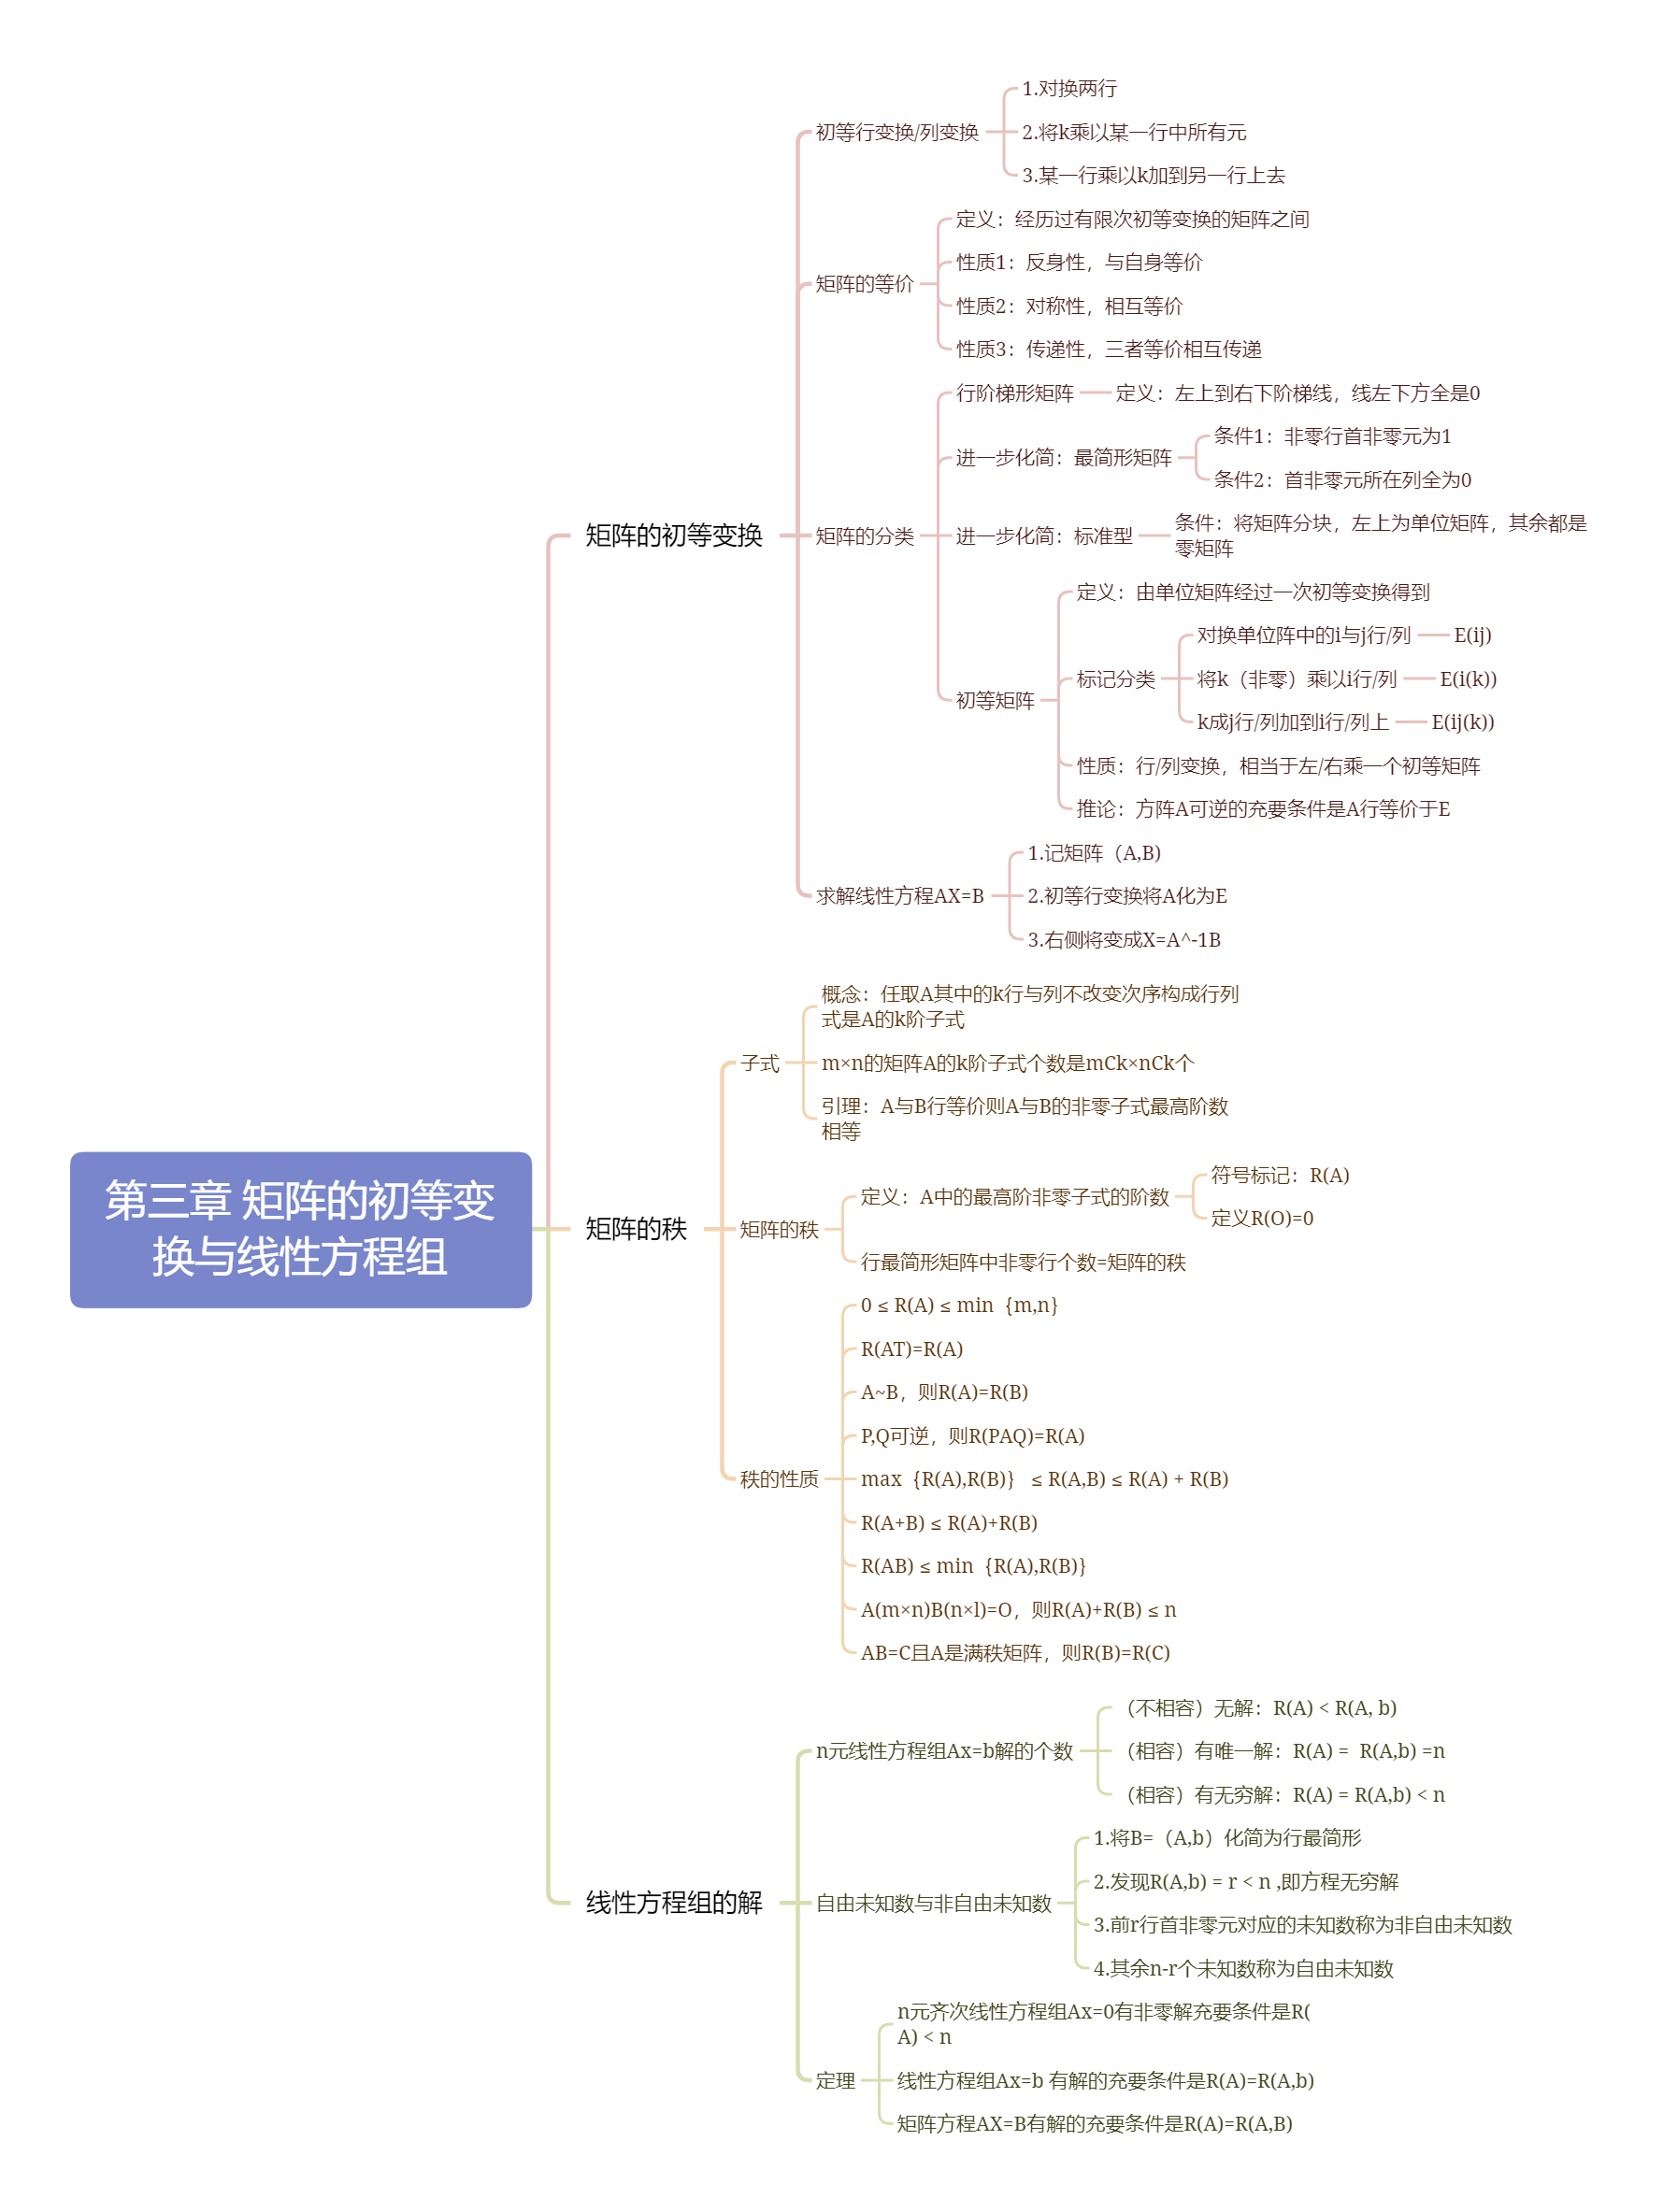 第三章 矩阵的初等变
换与线性方程组
矩阵的初等变换
初等行变换/列变换
1.对换两行
2.将k乘以某一行中所有元
3.某一行乘以k加到另一行上去
矩阵的等价
定义：经历过有限次初等变换的矩阵之间
性质1：反身性，与自身等价
性质2：对称性，相互等价
性质3：传递性，三者等价相互传递
矩阵的分类
行阶梯形矩阵
定义：左上到右下阶梯线，线左下方全是0
进一步化简：最简形矩阵
条件1：非零行首非零元为1
条件2：首非零元所在列全为0
进一步化简：标准型
条件：将矩阵分块，左上为单位矩阵，其余都是
零矩阵
初等矩阵
定义：由单位矩阵经过一次初等变换得到
标记分类
对换单位阵中的i与j行/列
E(ij)
将k（非零）乘以i行/列
E(i(k))
k成j行/列加到i行/列上
E(ij(k))
性质：行/列变换，相当于左/右乘一个初等矩阵
推论：方阵A可逆的充要条件是A行等价于E
求解线性方程AX=B
1.记矩阵（A,B)
2.初等行变换将A化为E
3.右侧将变成X=A^-1B
矩阵的秩
子式
概念：任取A其中的k行与列不改变次序构成行列
式是A的k阶子式
m×n的矩阵A的k阶子式个数是mCk×nCk个
引理：A与B行等价则A与B的非零子式最高阶数
相等
矩阵的秩
定义：A中的最高阶非零子式的阶数
符号标记：R(A)
定义R(O)=0
行最简形矩阵中非零行个数=矩阵的秩
秩的性质
0 ≤ R(A) ≤ min｛m,n｝
R(AT)=R(A)
A~B，则R(A)=R(B)
P,Q可逆，则R(PAQ)=R(A)
max｛R(A),R(B)｝ ≤ R(A,B) ≤ R(A) + R(B)
R(A+B) ≤ R(A)+R(B)
R(AB) ≤ min｛R(A),R(B)｝
A(m×n)B(n×l)=O，则R(A)+R(B) ≤ n
AB=C且A是满秩矩阵，则R(B)=R(C)
线性方程组的解
n元线性方程组Ax=b解的个数
（不相容）无解：R(A) < R(A, b)
（相容）有唯一解：R(A) = R(A,b) =n
（相容）有无穷解：R(A) = R(A,b) < n
自由未知数与非自由未知数
1.将B=（A,b）化简为行最简形
2.发现R(A,b) = r < n ,即方程无穷解
3.前r行首非零元对应的未知数称为非自由未知数
4.其余n-r个未知数称为自由未知数
定理
n元齐次线性方程组Ax=0有非零解充要条件是R(
A) < n
线性方程组Ax=b 有解的充要条件是R(A)=R(A,b)
矩阵方程AX=B有解的充要条件是R(A)=R(A,B)